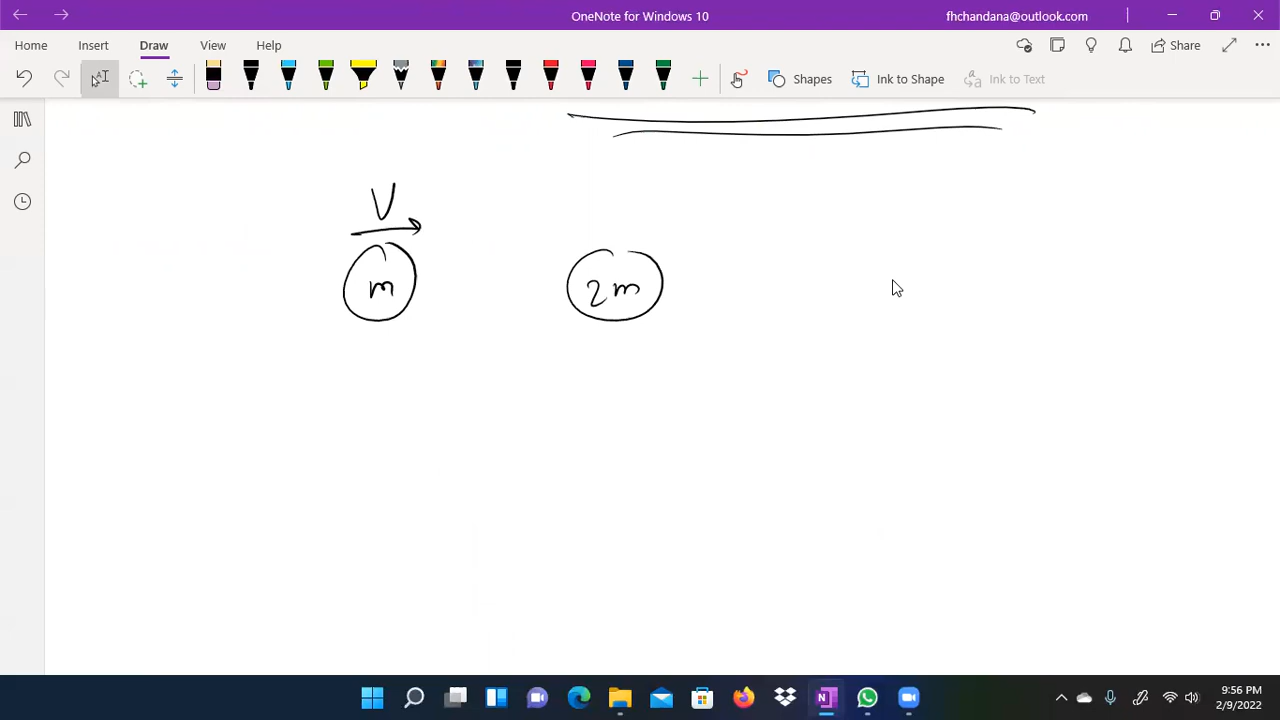 OneNote for Windows 10
fhchandana@outlook.com
Home Insert Draw View Help
Share
Shapes
Ink to Shape
Ink to Text
V
m
2m
9:56 PM
2/9/2022